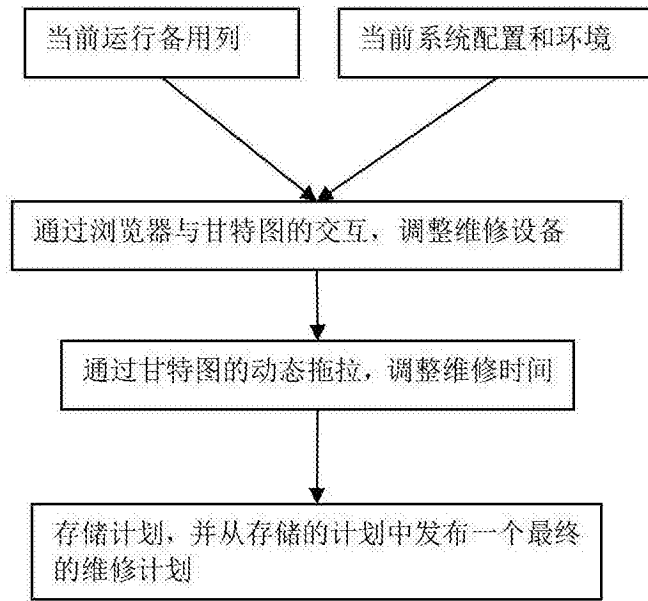 当前运行备用列
当前系统配置和环境
通过浏览器与甘特图的交互，调整维修设备
通过甘特图的动态拖拉，调整维修时间
存储计划，并从存储的计划中发布一个最终
的维修计划